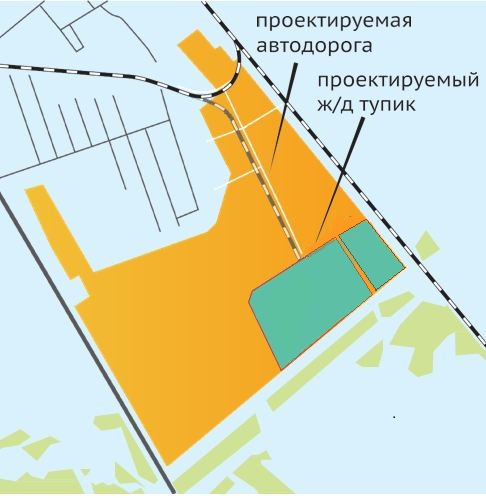 проектируемая
автодорога
проектируемый
ж/д тупик